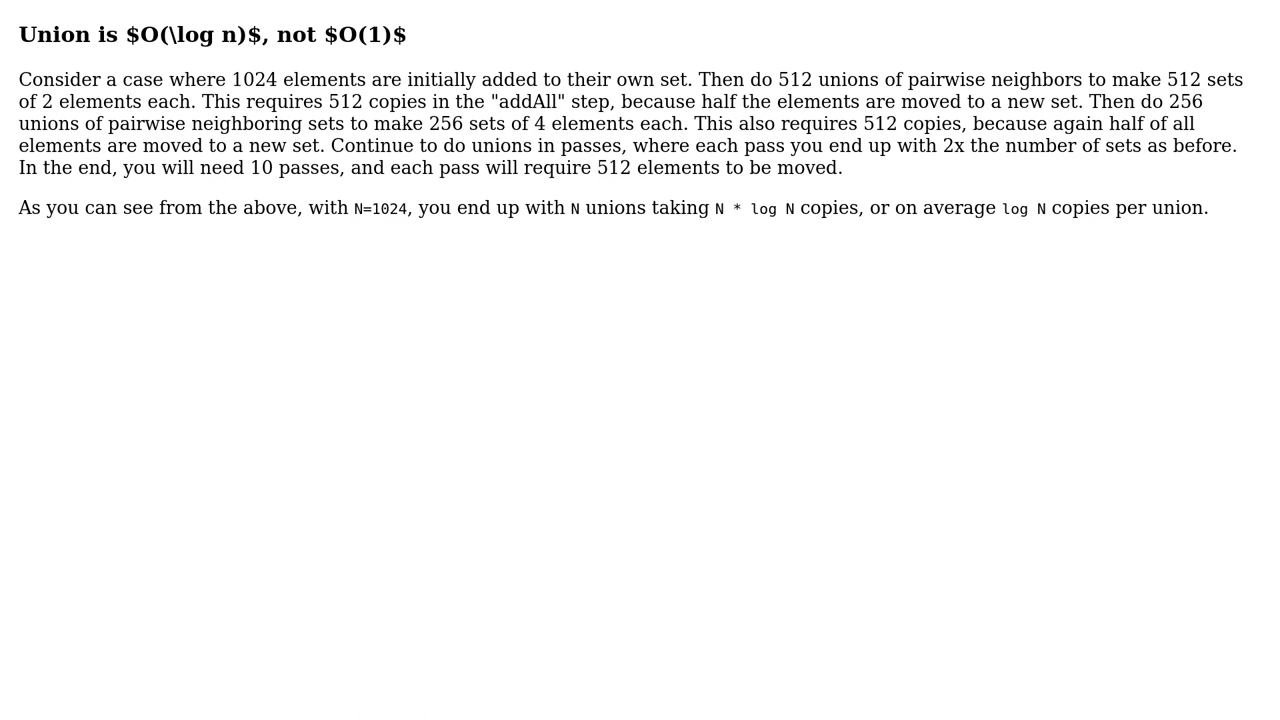 Union is $O(\log n)$, not $O(1)$
Consider a case where 1024 elements are initially added to their own set. Then do 512 unions of pairwise neighbors to make 512 sets
of 2 elements each. This requires 512 copies in the "addAll" step, because half the elements are moved to a new set. Then do 256
unions of pairwise neighboring sets to make 256 sets of 4 elements each. This also requires 512 copies, because again half of all
elements are moved to a new set. Continue to do unions in passes, where each pass you end up with 2x the number of sets as before.
In the end, you will need 10 passes, and each pass will require 512 elements to be moved.
As you can see from the above, with N=1024, you end up with N unions taking N * log N copies, or on average log N copies per union.